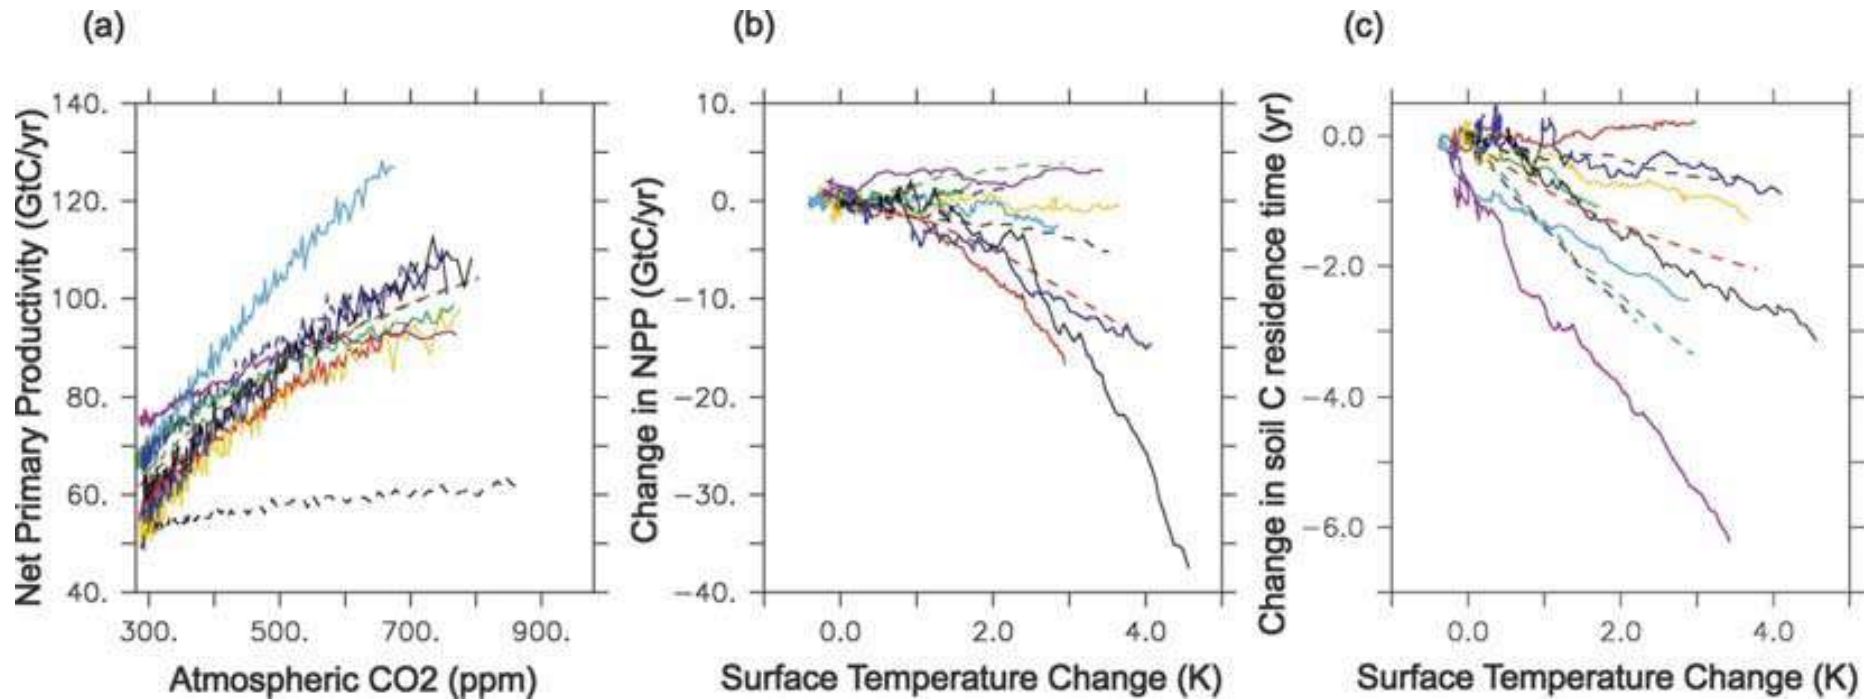 (a)
(b)
(c)
Net Primary Productivity (GtC/yr)
140.
120.
100.
80.
60.
40.
300.
500.
700.
900.
Atmospheric CO2 (ppm)
Change in NPP (GtC/yr)
10.
0.
−10.
−20.
−30.
−40.
0.0
2.0
4.0
Surface Temperature Change (K)
Change in soil C residence time (yr)
0.0
−2.0
−4.0
−6.0
0.0
2.0
4.0
Surface Temperature Change (K)